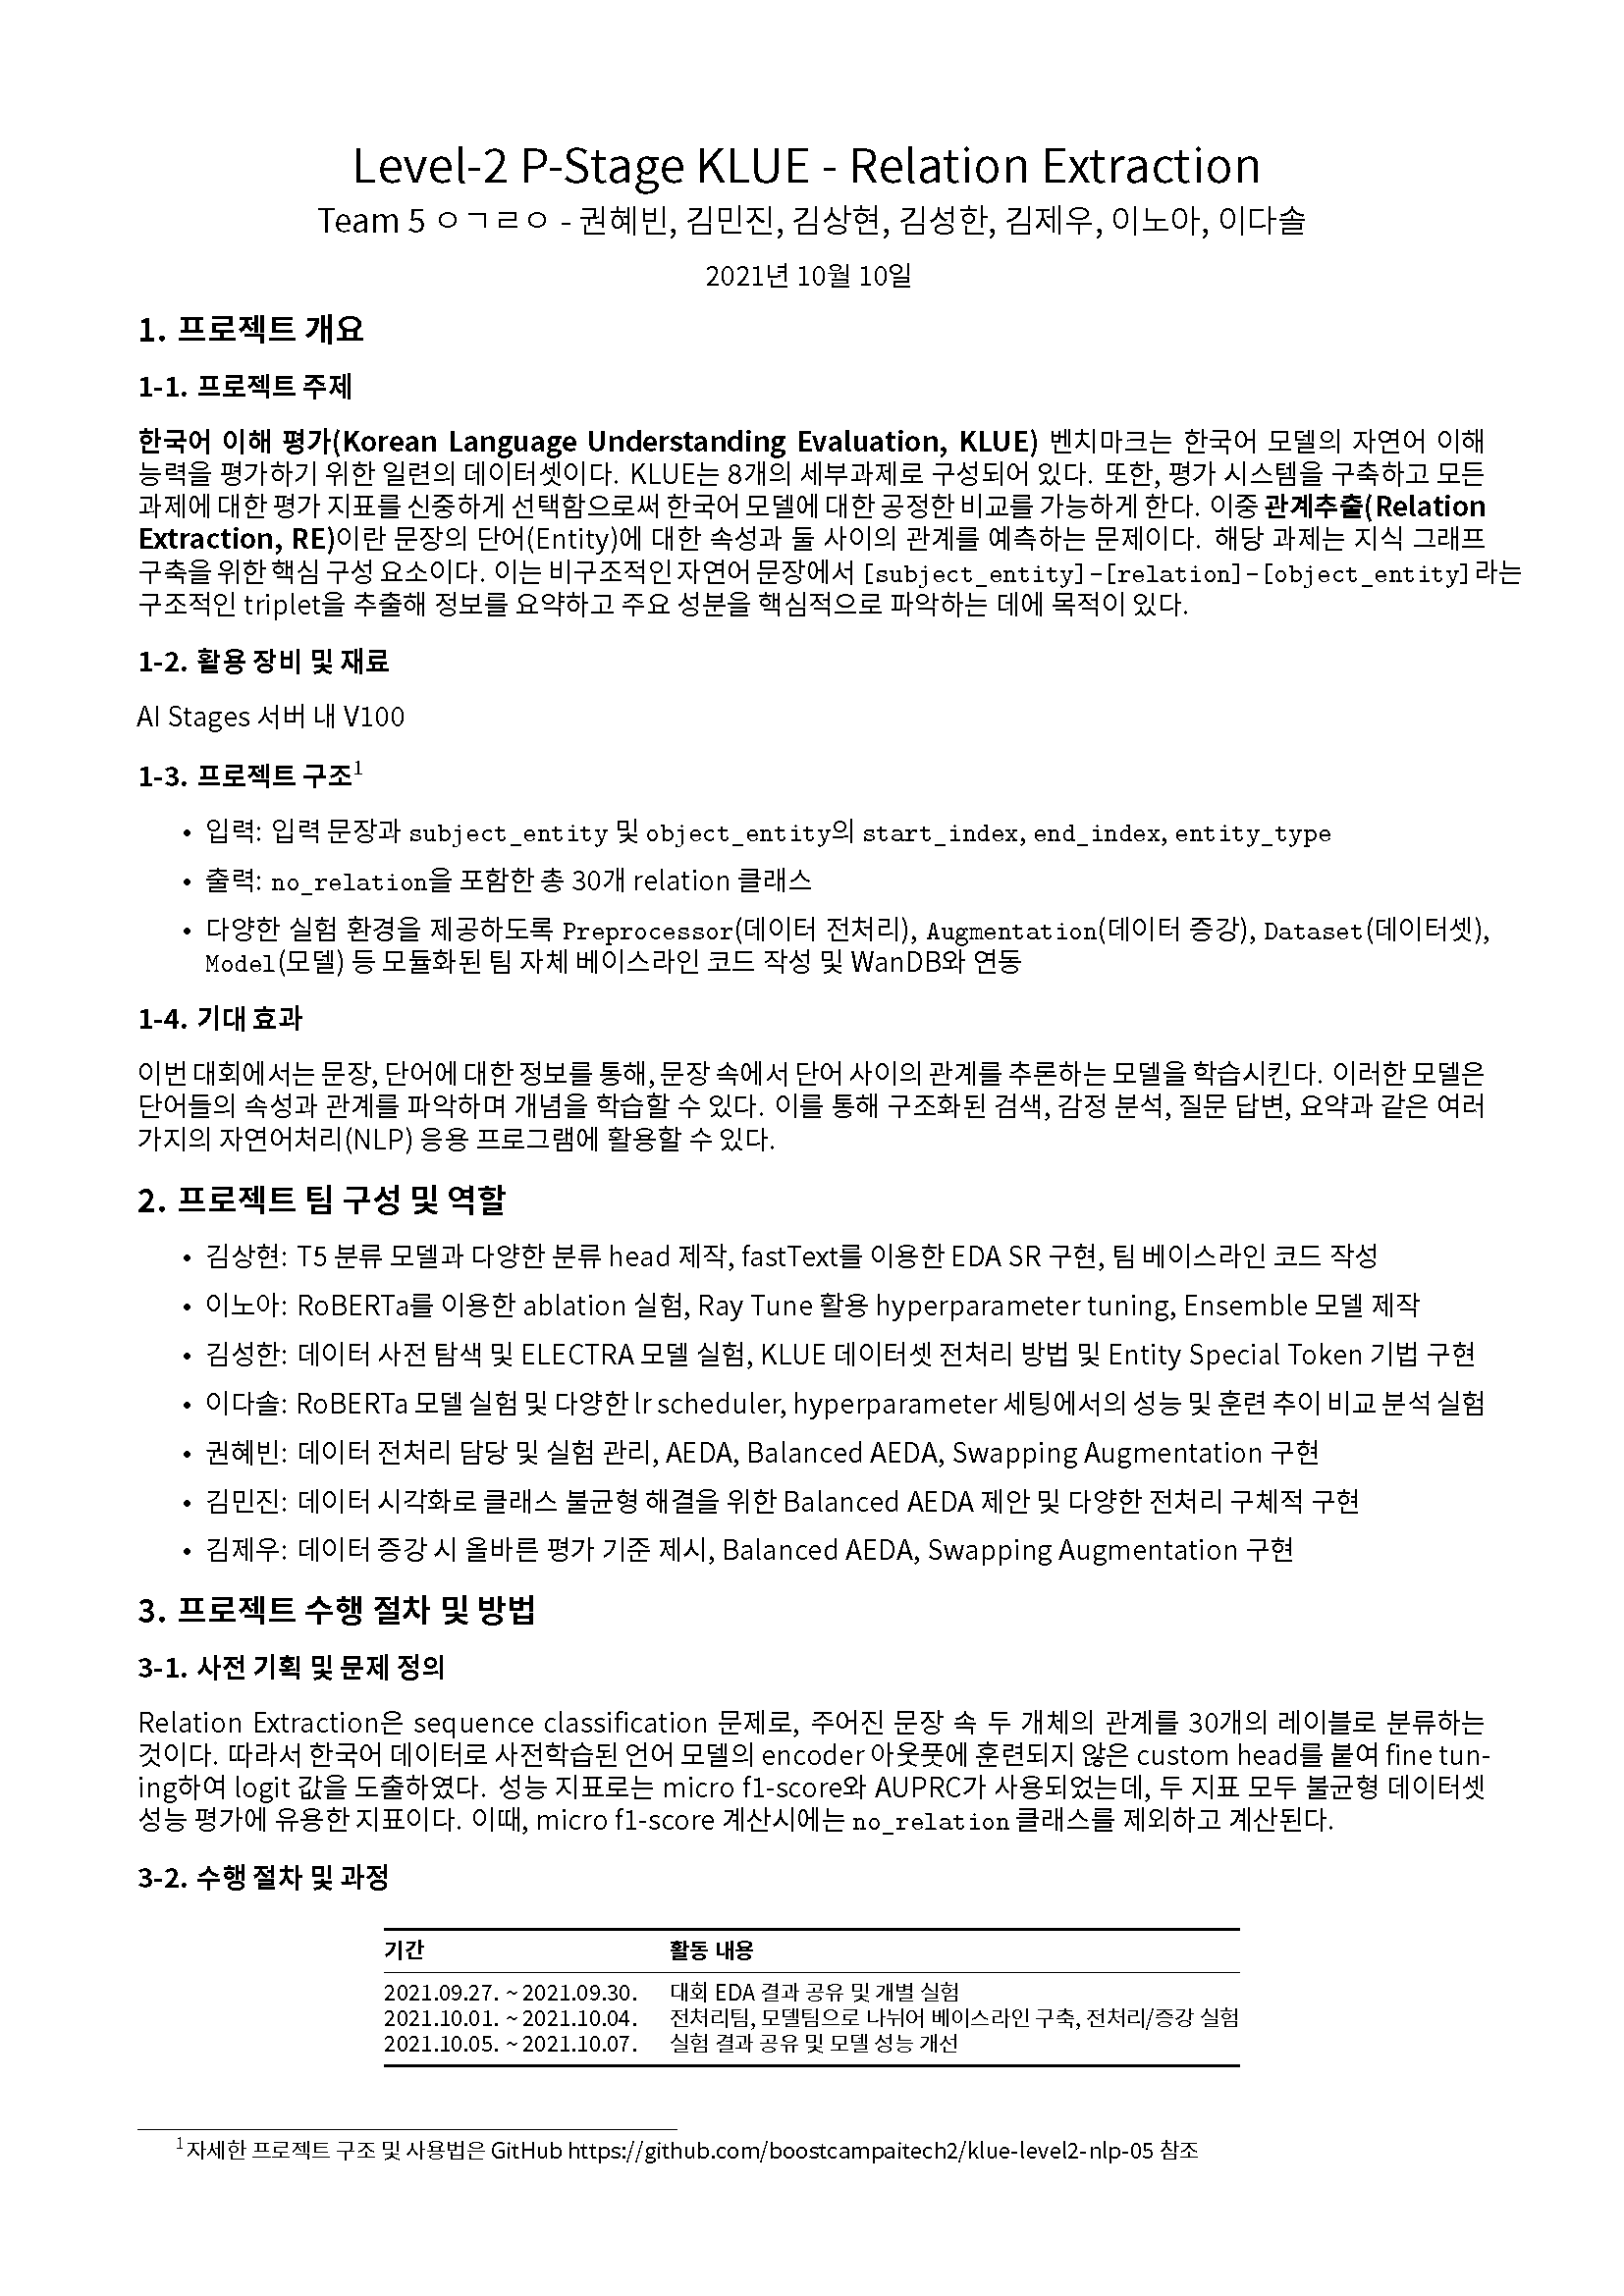 Level-2 P-Stage KLUE - Relation Extraction
Team 5 ㅇㄱㄹㅇ - 권혜빈, 김민진, 김상현, 김성한, 김제우, 이노아, 이다솔
2021년 10월 10일
1. 프로젝트 개요
1-1. 프로젝트 주제
한국어 이해 평가(Korean Language Understanding Evaluation, KLUE) 벤치마크는 한국어 모델의 자연어 이해
능력을 평가하기 위한 일련의 데이터셋이다. KLUE는 8개의 세부과제로 구성되어 있다. 또한, 평가 시스템을 구축하고 모든
과제에 대한 평가 지표를 신중하게 선택함으로써 한국어 모델에 대한 공정한 비교를 가능하게 한다. 이중 관계추출(Relation
Extraction, RE)이란 문장의 단어(Entity)에 대한 속성과 둘 사이의 관계를 예측하는 문제이다. 해당 과제는 지식 그래프
구축을 위한 핵심 구성 요소이다. 이는 비구조적인 자연어 문장에서 [subject_entity]-[relation]-[object_entity]라는
구조적인 triplet을 추출해 정보를 요약하고 주요 성분을 핵심적으로 파악하는 데에 목적이 있다.
1-2. 활용 장비 및 재료
AI Stages 서버 내 V100
1-3. 프로젝트 구조1
• 입력: 입력 문장과 subject_entity 및 object_entity의 start_index, end_index, entity_type
• 출력: no_relation을 포함한 총 30개 relation 클래스
• 다양한 실험 환경을 제공하도록 Preprocessor(데이터 전처리), Augmentation(데이터 증강), Dataset(데이터셋),
Model(모델) 등 모듈화된 팀 자체 베이스라인 코드 작성 및 WanDB와 연동
1-4. 기대 효과
이번 대회에서는 문장, 단어에 대한 정보를 통해, 문장 속에서 단어 사이의 관계를 추론하는 모델을 학습시킨다. 이러한 모델은
단어들의 속성과 관계를 파악하며 개념을 학습할 수 있다. 이를 통해 구조화된 검색, 감정 분석, 질문 답변, 요약과 같은 여러
가지의 자연어처리(NLP) 응용 프로그램에 활용할 수 있다.
2. 프로젝트 팀 구성 및 역할
• 김상현: T5 분류 모델과 다양한 분류 head 제작, fastText를 이용한 EDA SR 구현, 팀 베이스라인 코드 작성
• 이노아: RoBERTa를 이용한 ablation 실험, Ray Tune 활용 hyperparameter tuning, Ensemble 모델 제작
• 김성한: 데이터 사전 탐색 및 ELECTRA 모델 실험, KLUE 데이터셋 전처리 방법 및 Entity Special Token 기법 구현
• 이다솔: RoBERTa 모델 실험 및 다양한 lr scheduler, hyperparameter 세팅에서의 성능 및 훈련 추이 비교 분석 실험
• 권혜빈: 데이터 전처리 담당 및 실험 관리, AEDA, Balanced AEDA, Swapping Augmentation 구현
• 김민진: 데이터 시각화로 클래스 불균형 해결을 위한 Balanced AEDA 제안 및 다양한 전처리 구체적 구현
• 김제우: 데이터 증강 시 올바른 평가 기준 제시, Balanced AEDA, Swapping Augmentation 구현
3. 프로젝트 수행 절차 및 방법
3-1. 사전 기획 및 문제 정의
Relation Extraction은 sequence classification 문제로, 주어진 문장 속 두 개체의 관계를 30개의 레이블로 분류하는
것이다. 따라서 한국어 데이터로 사전학습된 언어 모델의 encoder 아웃풋에 훈련되지 않은 custom head를 붙여 fine tun-
ing하여 logit 값을 도출하였다. 성능 지표로는 micro f1-score와 AUPRC가 사용되었는데, 두 지표 모두 불균형 데이터셋
성능 평가에 유용한 지표이다. 이때, micro f1-score 계산시에는 no_relation 클래스를 제외하고 계산된다.
3-2. 수행 절차 및 과정
기간 활동 내용
2021.09.27. ~ 2021.09.30. 대회 EDA 결과 공유 및 개별 실험
2021.10.01. ~ 2021.10.04. 전처리팀, 모델팀으로 나뉘어 베이스라인 구축, 전처리/증강 실험
2021.10.05. ~ 2021.10.07. 실험 결과 공유 및 모델 성능 개선
1자세한 프로젝트 구조 및 사용법은 GitHub https://github.com/boostcampaitech2/klue-level2-nlp-05 참조